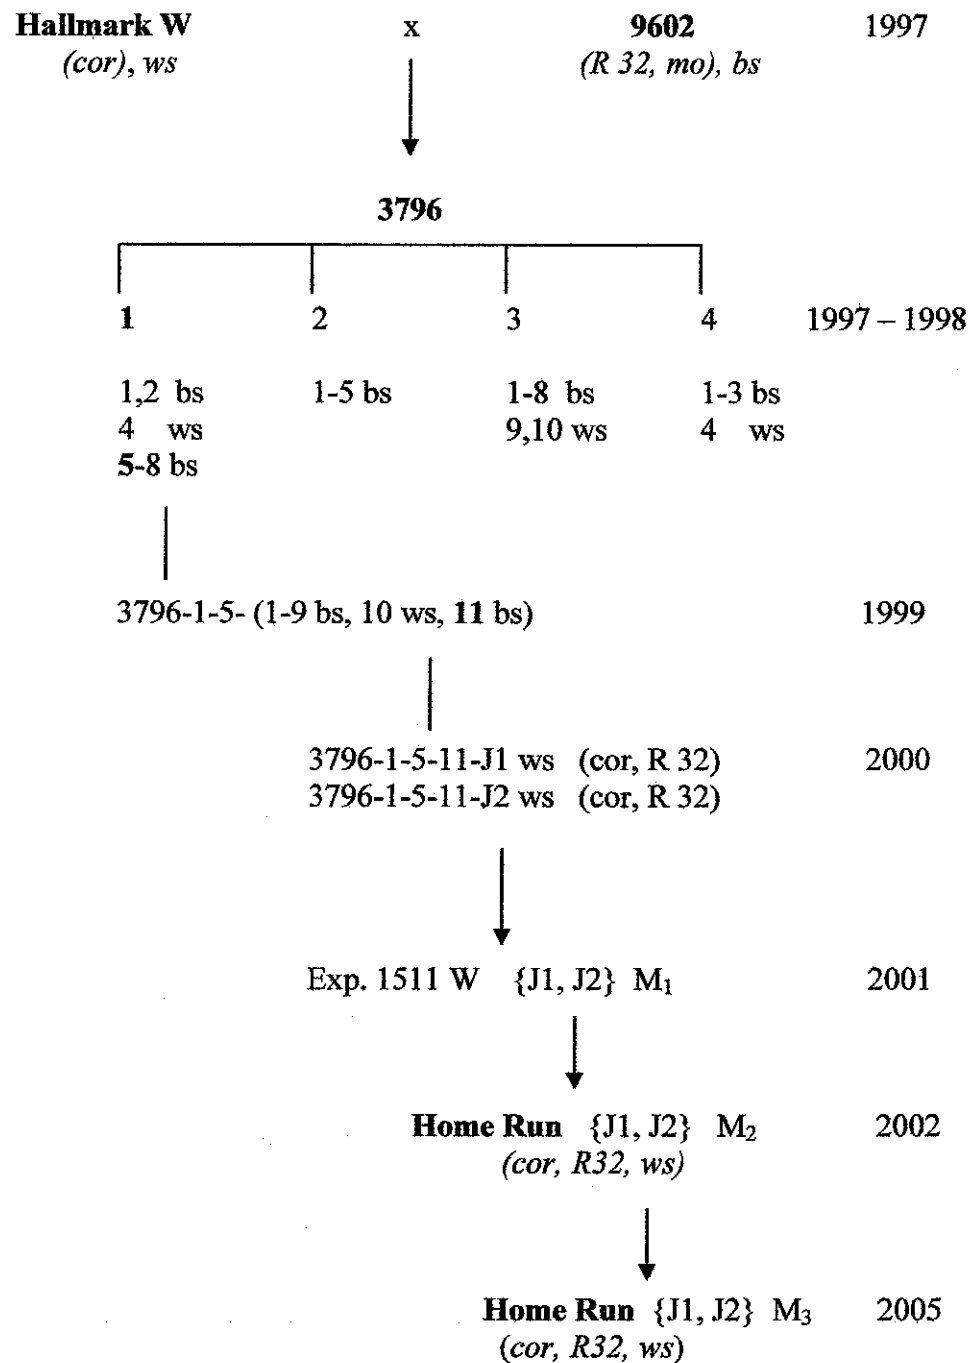 Hallmark W x 9602 1997
(cor), ws (R 32, mo), bs
3796
1 2 3 4 1997 – 1998
1,2 bs 1-5 bs 1-8 bs 1-3 bs
4 ws 9,10 ws 4 ws
5-8 bs
3796-1-5- (1-9 bs, 10 ws, 11 bs) 1999
3796-1-5-11-J1 ws (cor, R 32) 2000
3796-1-5-11-J2 ws (cor, R 32)
Exp. 1511 W {J1, J2} M₁ 2001
Home Run {J1, J2} M₂ 2002
(cor, R32, ws)
Home Run {J1, J2} M₃ 2005
(cor, R32, ws)